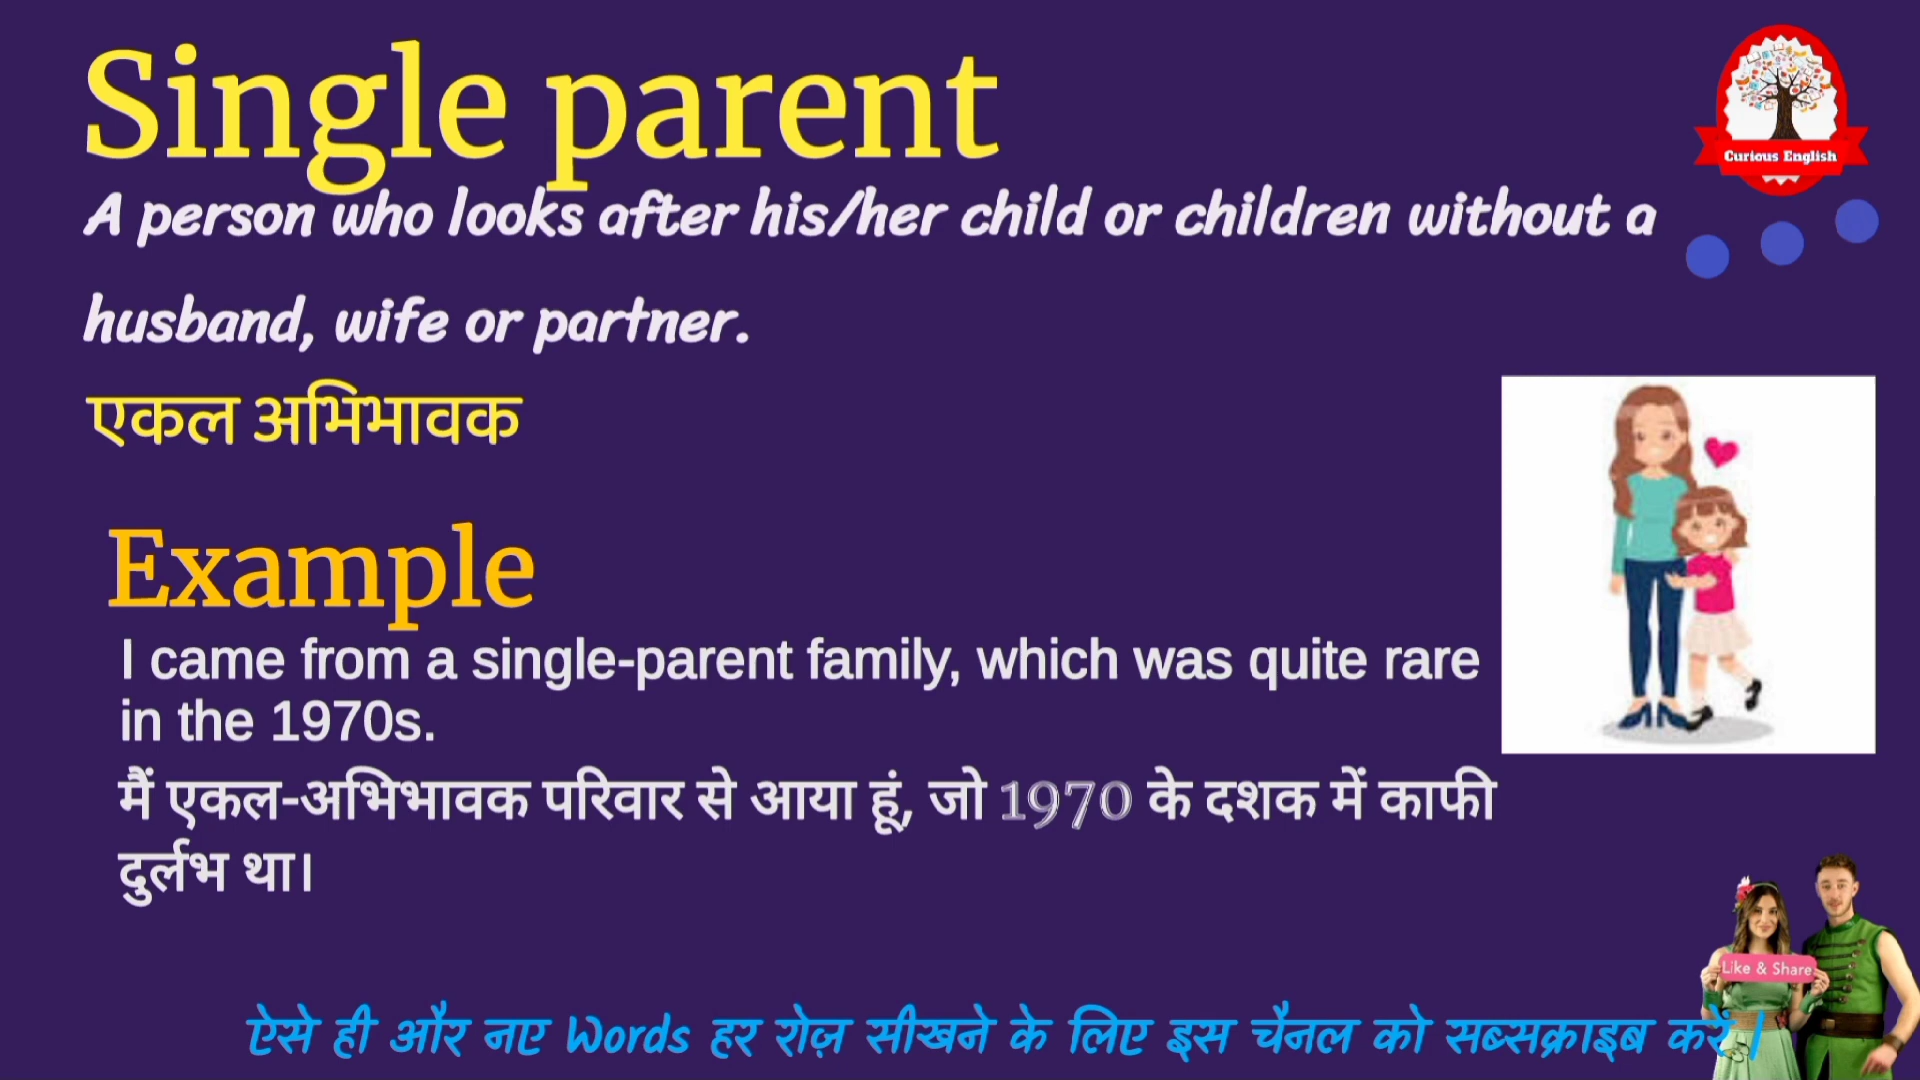 Single parent
Curious English
A person who looks after his/her child or children without a
husband, wife or partner.
एकल अभिभावक
Example
I came from a single-parent family, which was quite rare
in the 1970s.
मैं एकल-अभिभावक परिवार से आया हूं, जो 1970 के दशक में काफी
दुर्लभ था।
Like & Share
ऐसे ही और नए Words हर रोज़ सीखने के लिए इस चैनल को सब्सक्राइब करें |